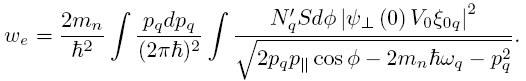 $$w_e = \frac{2m_n}{\hbar^2} \int \frac{p_q dp_q}{(2\pi\hbar)^2} \int \frac{N'_q S d\phi \left| \psi_\perp (0) V_0 \xi_{0q} \right|^2}{\sqrt{2p_q p_{||} \cos \phi - 2m_n \hbar \omega_q - p_q^2}}.$$